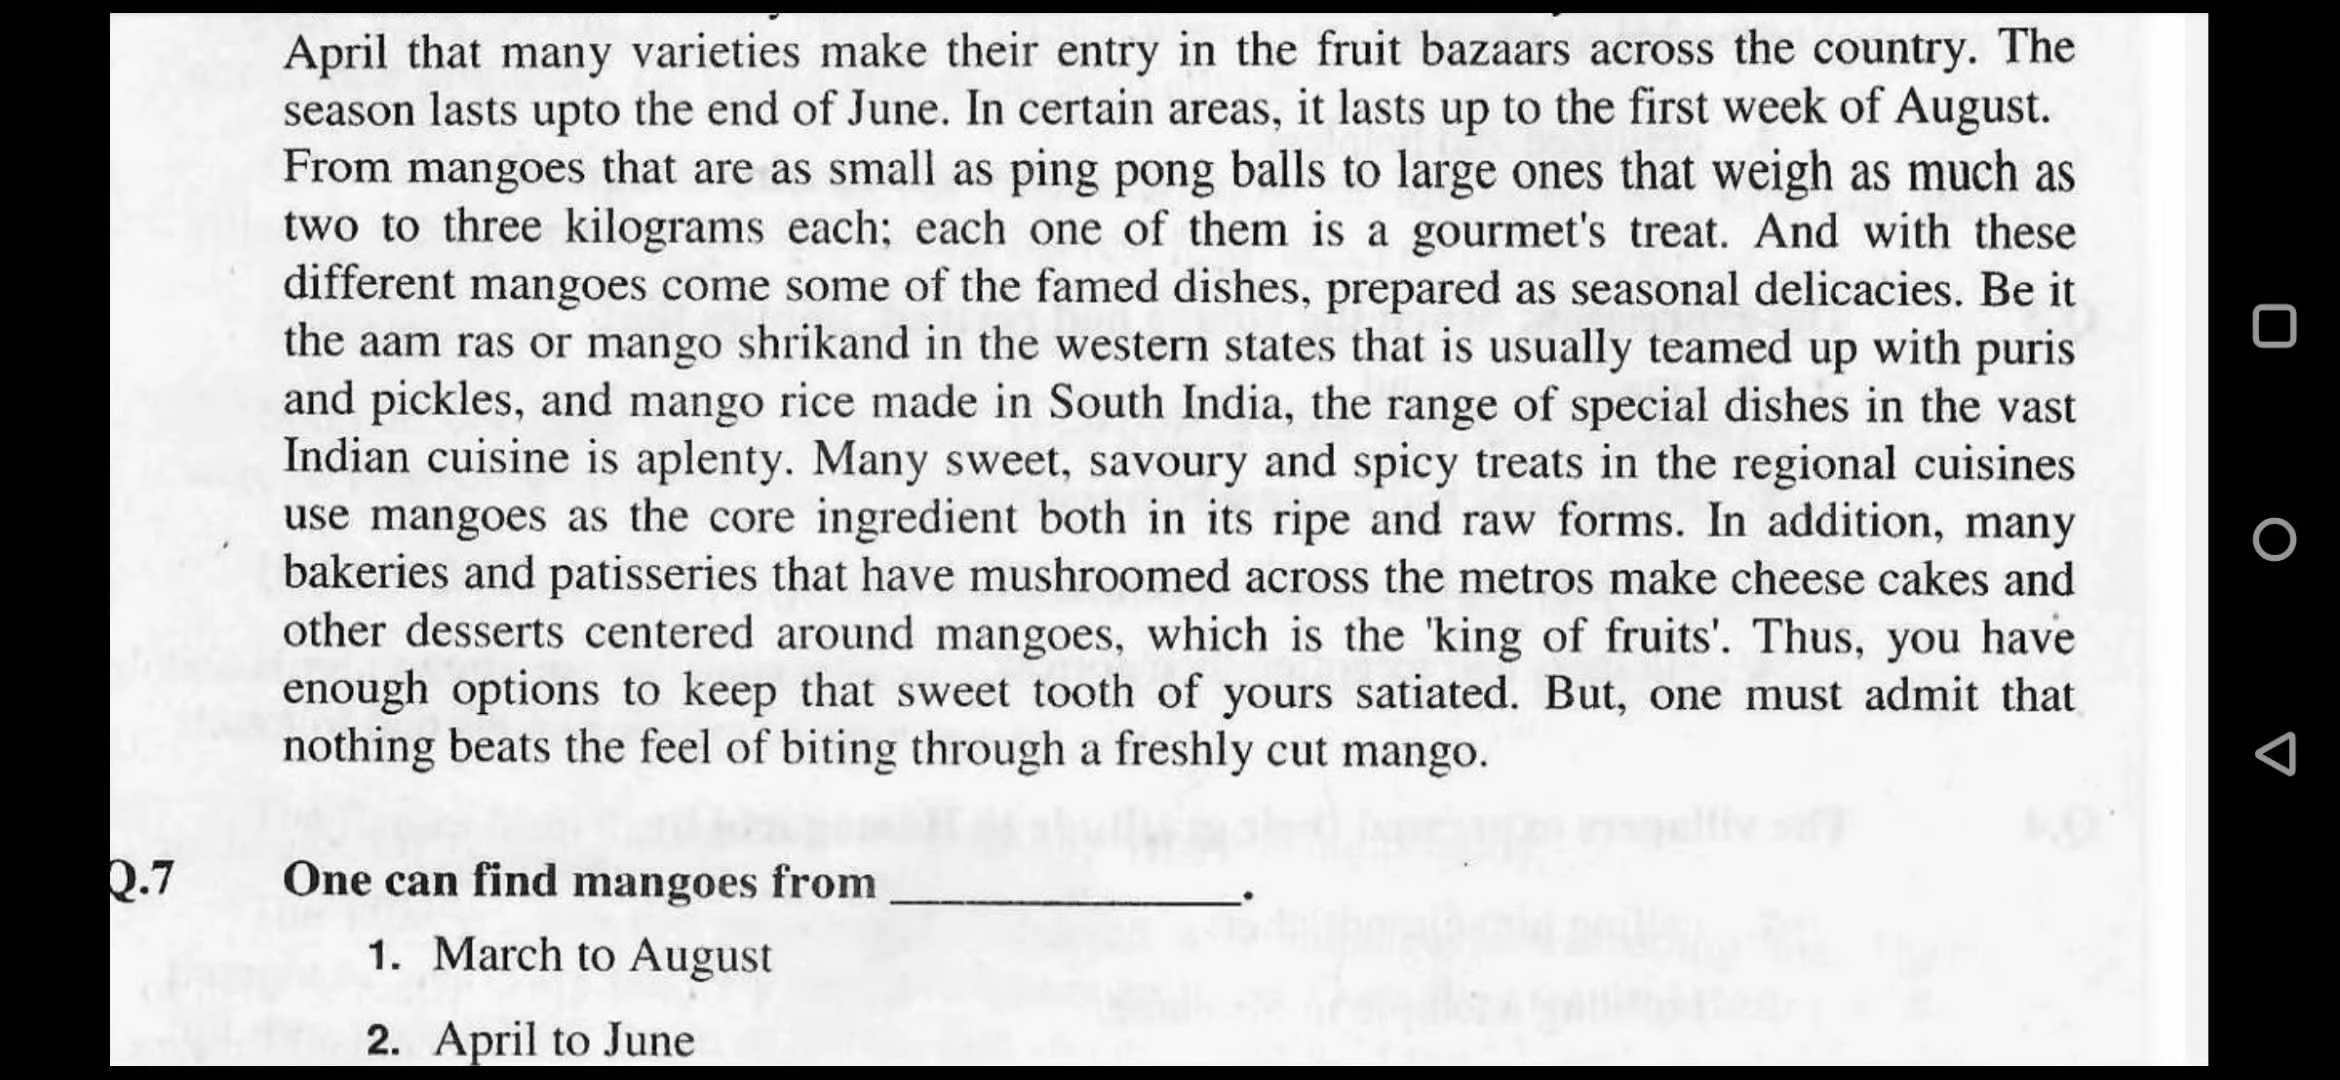 April that many varieties make their entry in the fruit bazaars across the country. The
season lasts upto the end of June. In certain areas, it lasts up to the first week of August.
From mangoes that are as small as ping pong balls to large ones that weigh as much as
two to three kilograms each; each one of them is a gourmet's treat. And with these
different mangoes come some of the famed dishes, prepared as seasonal delicacies. Be it
the aam ras or mango shrikand in the western states that is usually teamed up with puris
and pickles, and mango rice made in South India, the range of special dishes in the vast
Indian cuisine is aplenty. Many sweet, savoury and spicy treats in the regional cuisines
use mangoes as the core ingredient both in its ripe and raw forms. In addition, many
bakeries and patisseries that have mushroomed across the metros make cheese cakes and
other desserts centered around mangoes, which is the 'king of fruits'. Thus, you have
enough options to keep that sweet tooth of yours satiated. But, one must admit that
nothing beats the feel of biting through a freshly cut mango.
Q.7 One can find mangoes from ______________.
1. March to August
2. April to June